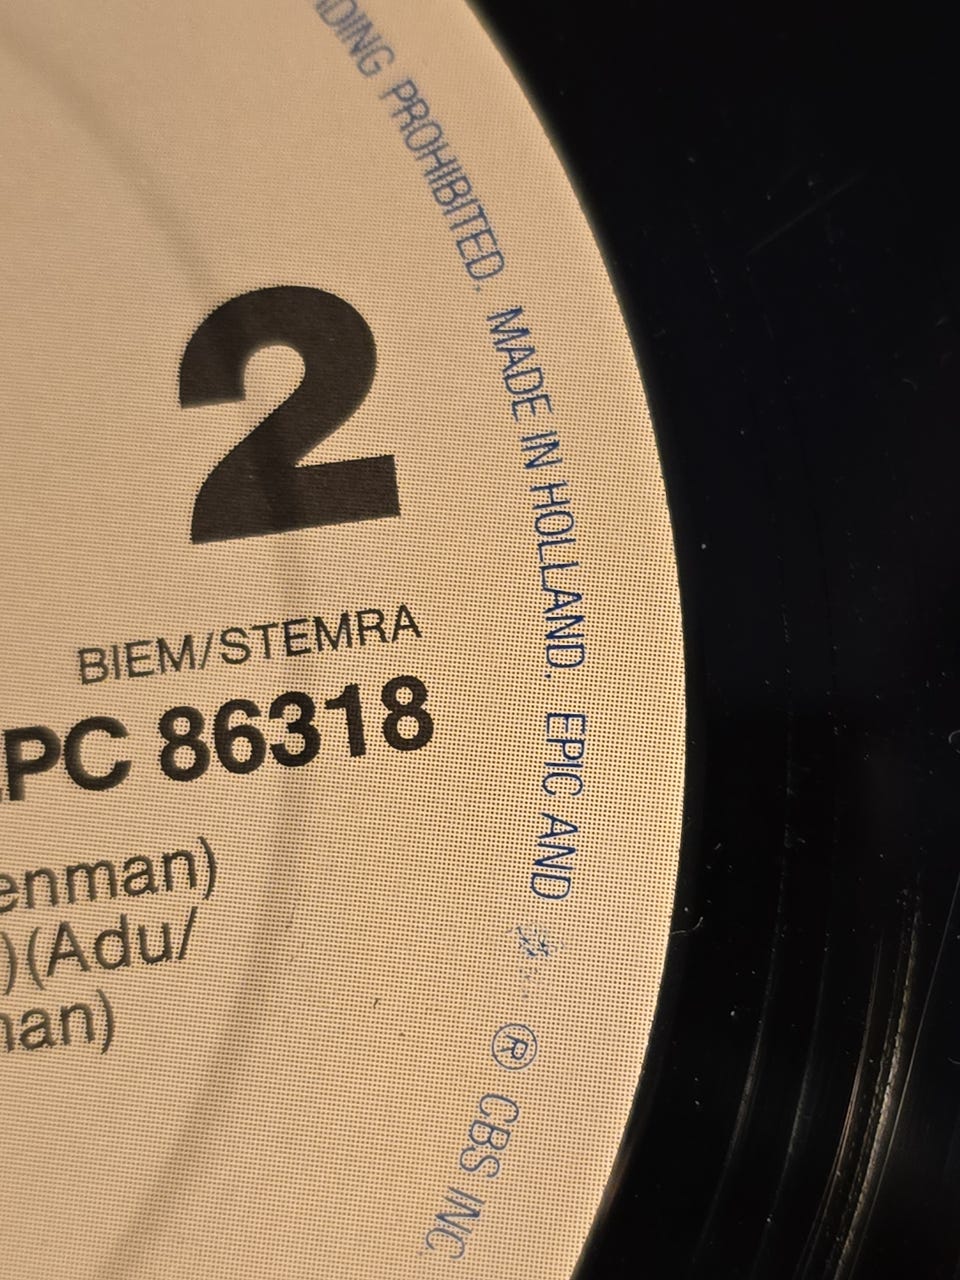 2
BIEM/STEMRA
PC 86318
enman)
)(Adu/
nan)
DING PROHIBITED. MADE IN HOLLAND. EPIC AND ® CBS INC